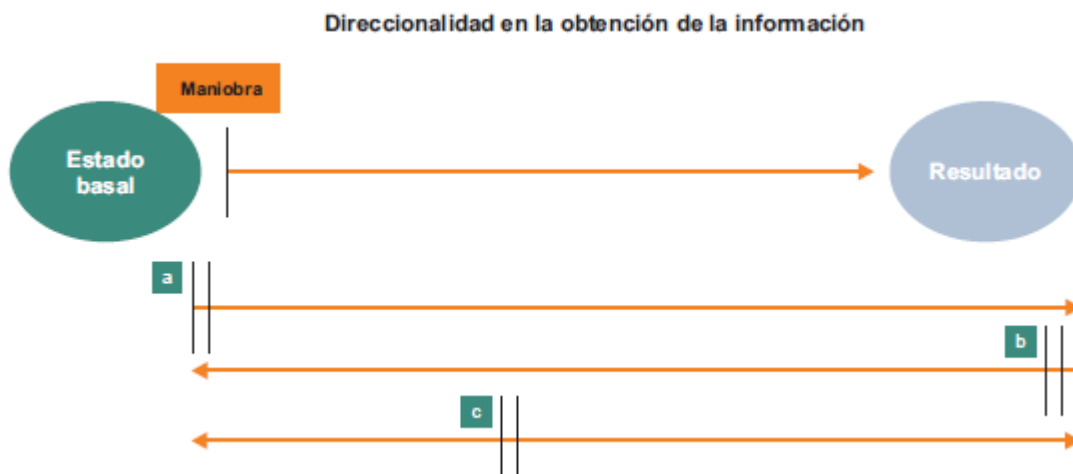 Direccionalidad en la obtención de la información
Maniobra
Estado
basal
Resultado
a
b
c